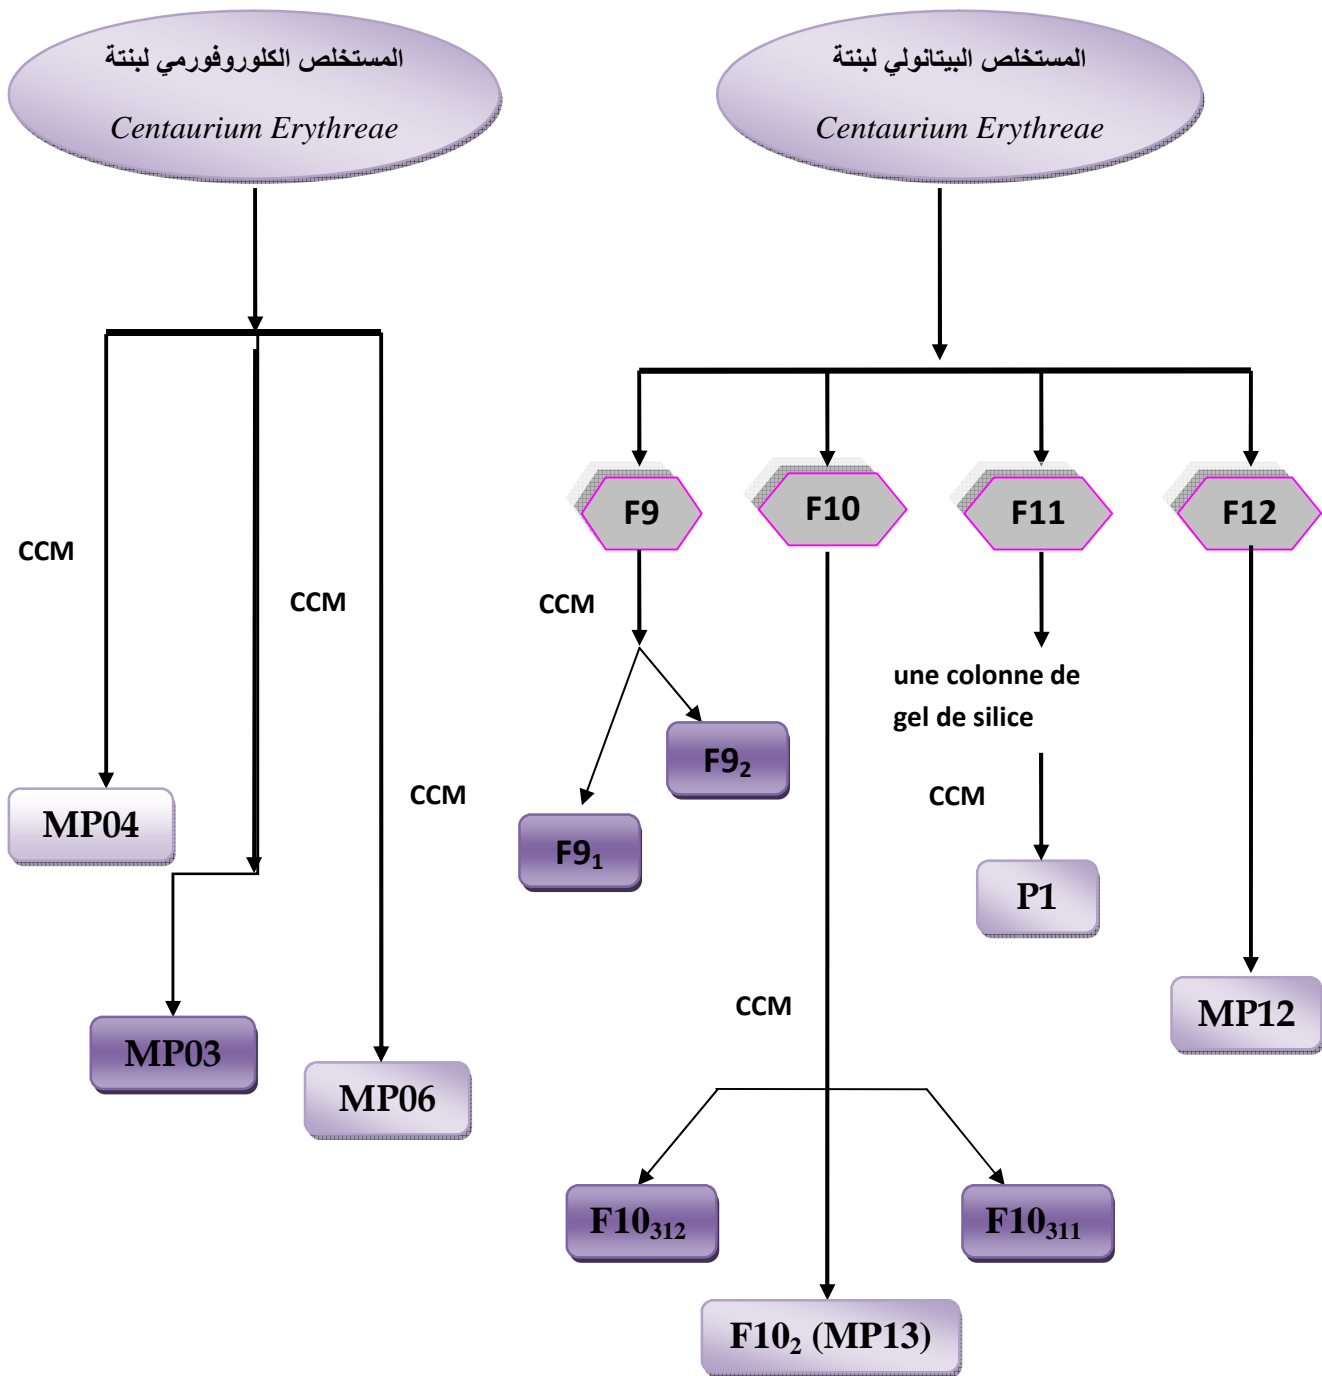 المستخلص الكلوروفورمي لبنتة
Centaurium Erythreae
المستخلص البيتانولي لبنتة
Centaurium Erythreae
F9
F10
F11
F12
CCM
CCM
CCM
une colonne de
gel de silice
F9₂
CCM
CCM
MP04
F9₁
P1
MP12
CCM
MP03
MP06
F10₃₁₂
F10₃₁₁
F10₂ (MP13)